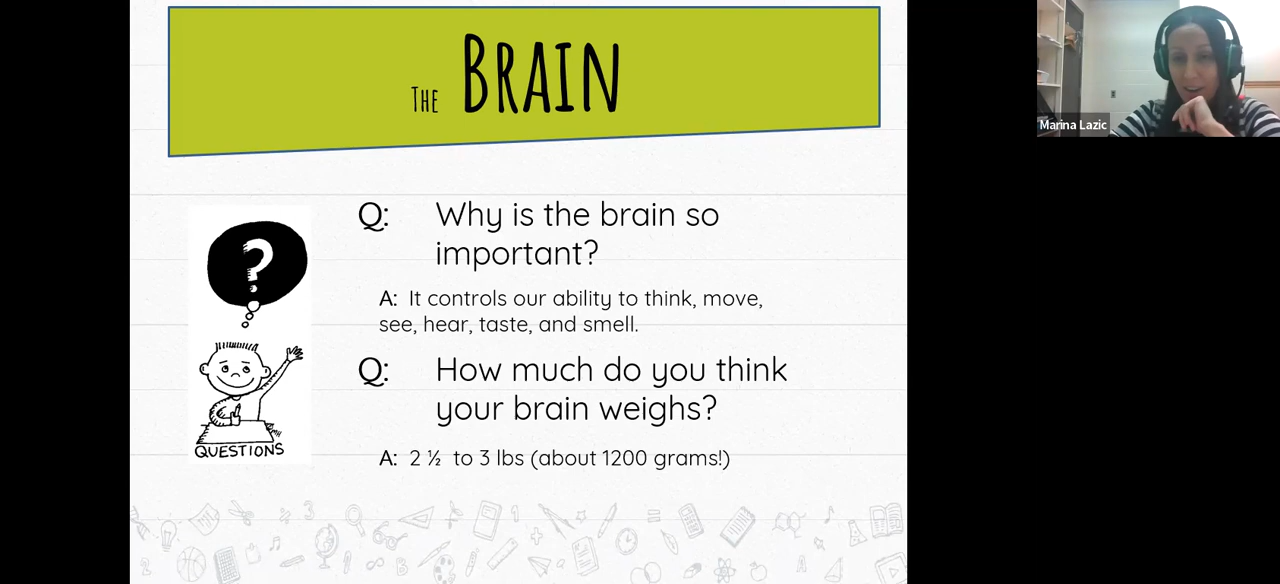 The Brain
Marina Lazic
Q: Why is the brain so
important?
A: It controls our ability to think, move,
see, hear, taste, and smell.
Q: How much do you think
your brain weighs?
A: 2 ½ to 3 lbs (about 1200 grams!)
QUESTIONS